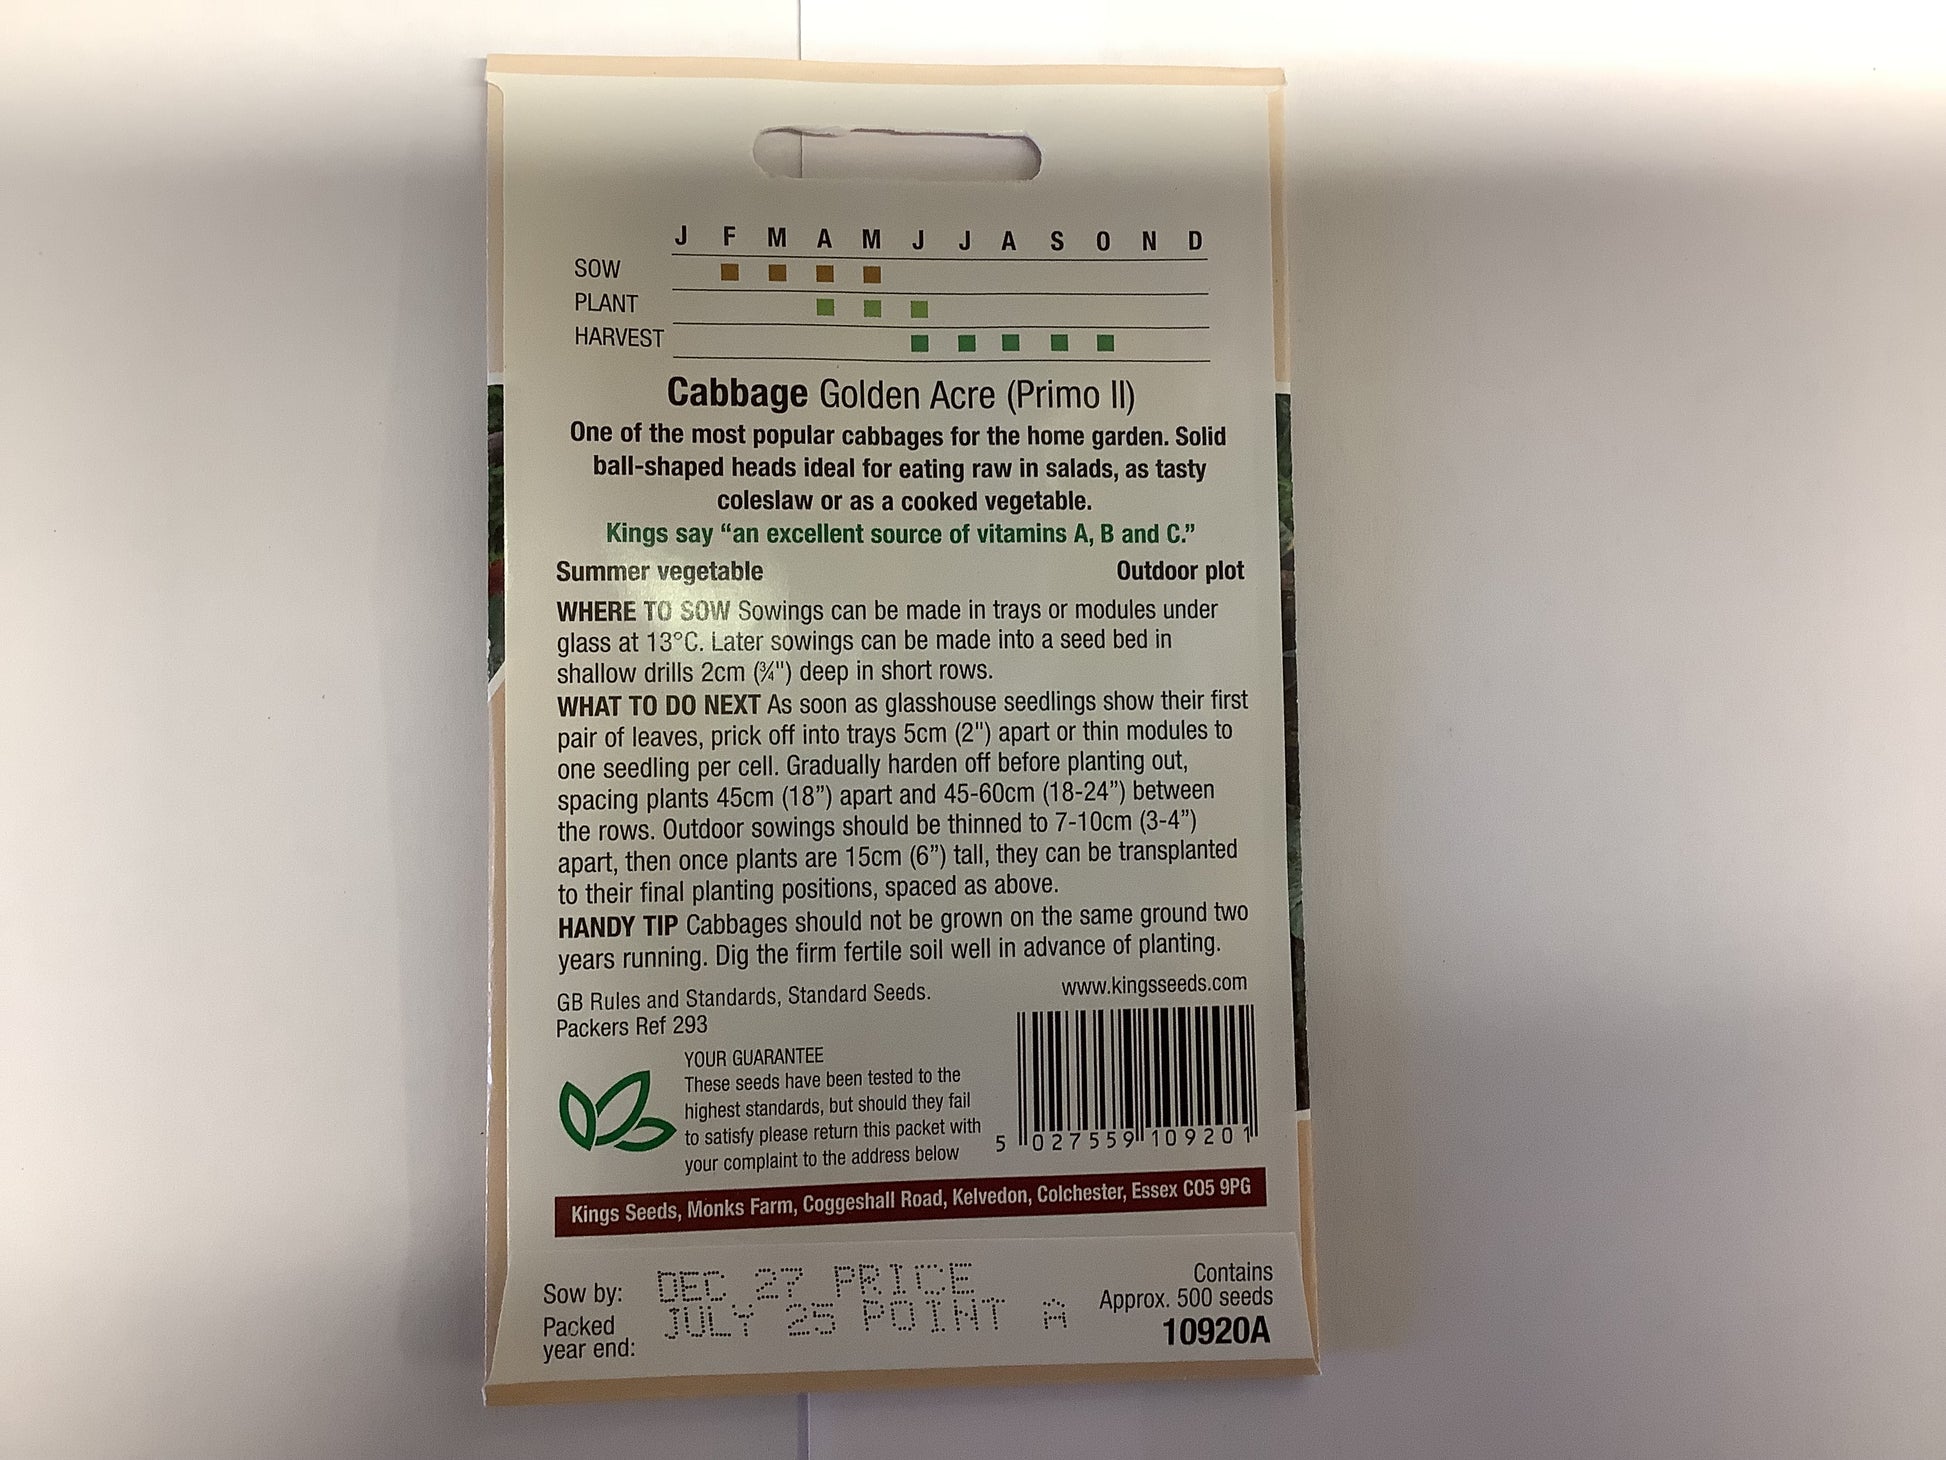 J F M A M J J A S O N D
SOW
PLANT
HARVEST
Cabbage Golden Acre (Primo II)
One of the most popular cabbages for the home garden. Solid
ball-shaped heads ideal for eating raw in salads, as tasty
coleslaw or as a cooked vegetable.
Kings say “an excellent source of vitamins A, B and C.”
Summer vegetable Outdoor plot
WHERE TO SOW Sowings can be made in trays or modules under
glass at 13°C. Later sowings can be made into a seed bed in
shallow drills 2cm (¾") deep in short rows.
WHAT TO DO NEXT As soon as glasshouse seedlings show their first
pair of leaves, prick off into trays 5cm (2") apart or thin modules to
one seedling per cell. Gradually harden off before planting out,
spacing plants 45cm (18”) apart and 45-60cm (18-24”) between
the rows. Outdoor sowings should be thinned to 7-10cm (3-4”)
apart, then once plants are 15cm (6”) tall, they can be transplanted
to their final planting positions, spaced as above.
HANDY TIP Cabbages should not be grown on the same ground two
years running. Dig the firm fertile soil well in advance of planting.
GB Rules and Standards, Standard Seeds.
Packers Ref 293
www.kingsseeds.com
YOUR GUARANTEE
These seeds have been tested to the
highest standards, but should they fail
to satisfy please return this packet with
your complaint to the address below
5 027559 109201
Kings Seeds, Monks Farm, Coggeshall Road, Kelvedon, Colchester, Essex CO5 9PG
Sow by: DEC 27 PRICE
Packed
year end: JULY 25 POINT A
Contains
Approx. 500 seeds
10920A